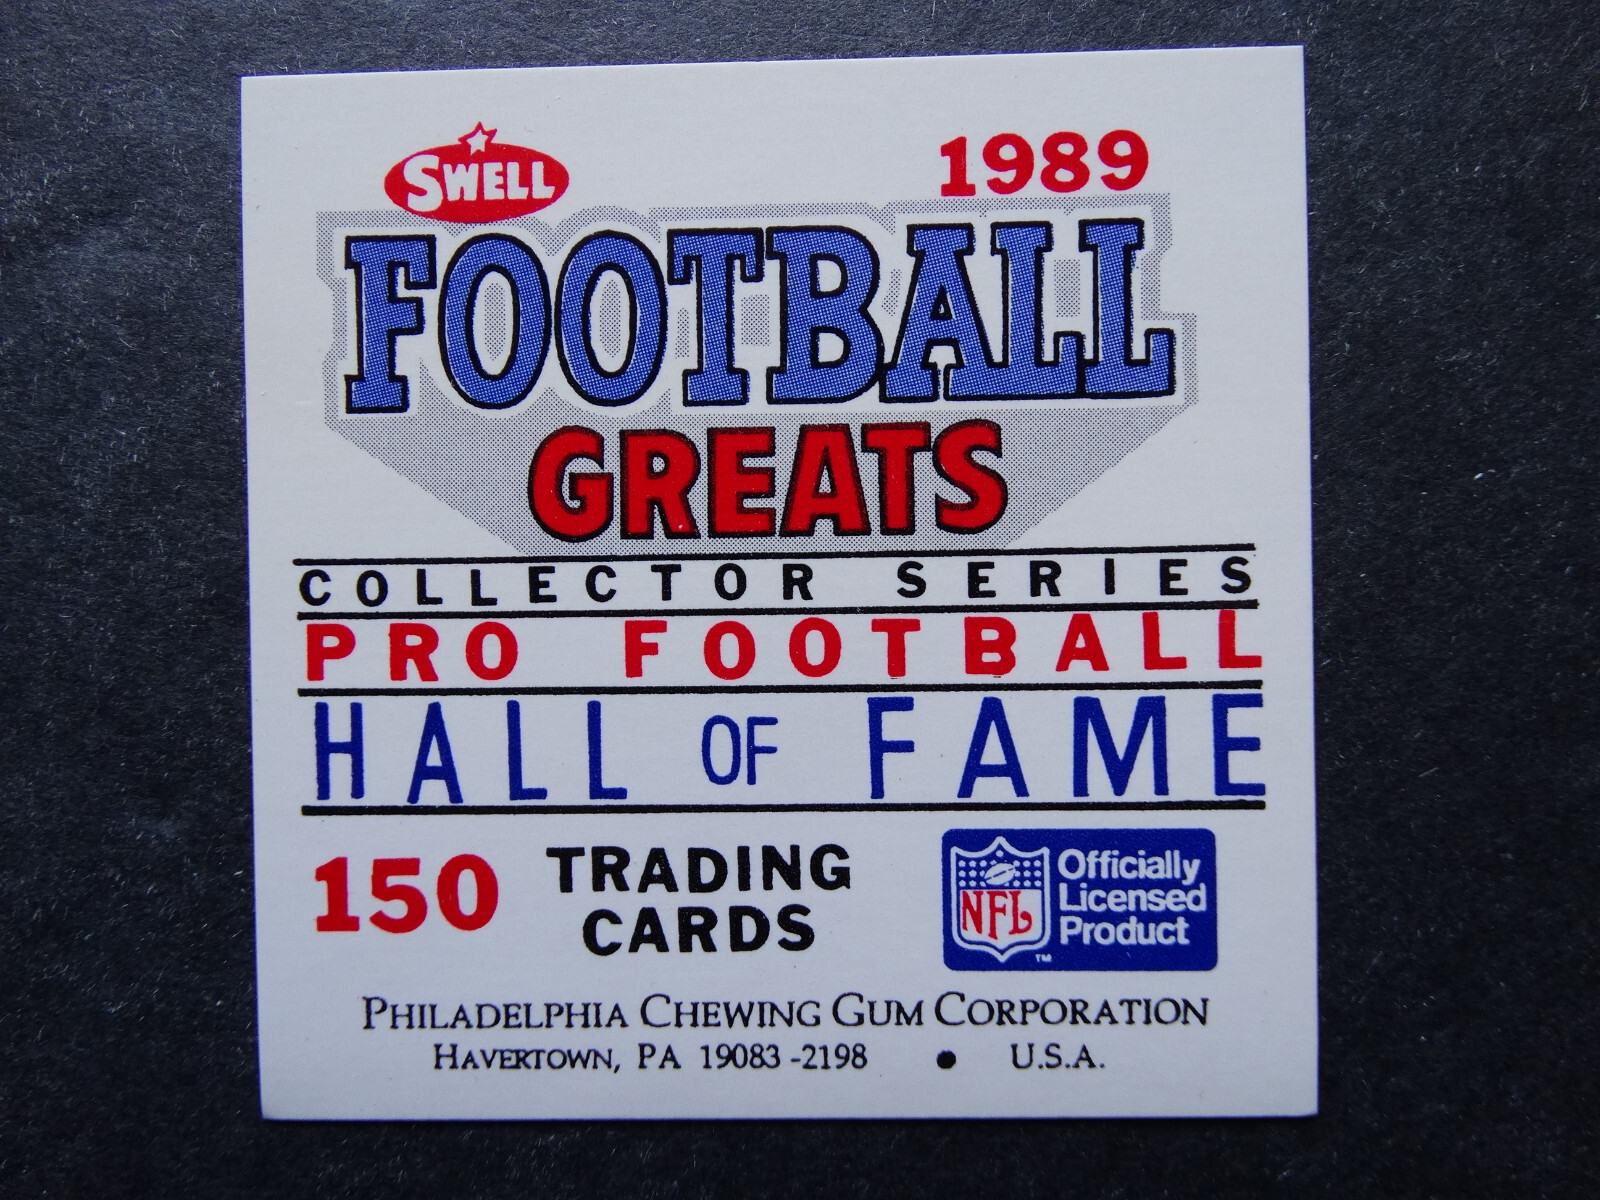 SWELL
1989
FOOTBALL
GREATS
COLLECTOR SERIES
PRO FOOTBALL
HALL OF FAME
150 TRADING
CARDS
NFL
Officially
Licensed
Product
TM
PHILADELPHIA CHEWING GUM CORPORATION
HAVERTOWN, PA 19083-2198 • U.S.A.